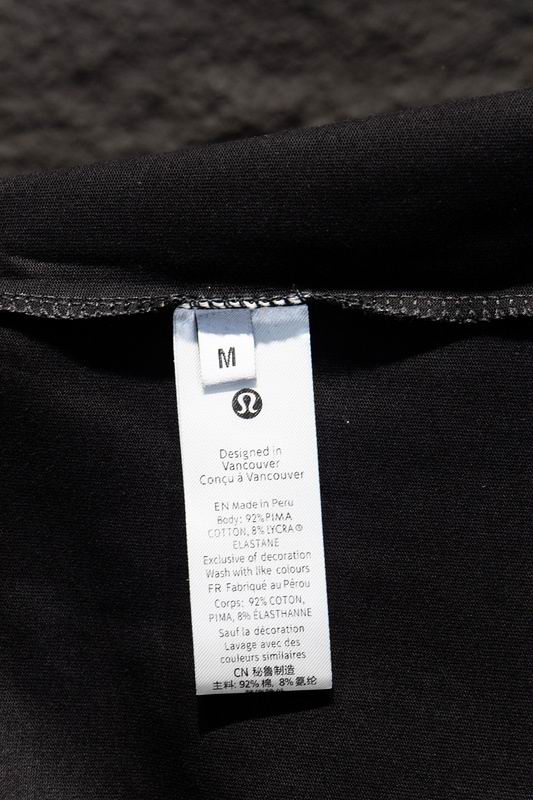 M
Designed in
Vancouver
Conçu à Vancouver
EN Made in Peru
Body: 92%PIMA
COTTON, 8% LYCRA®
ELASTANE
Exclusive of decoration
Wash with like colours
FR Fabriqué au Pérou
Corps: 92% COTON,
PIMA, 8% ÉLASTHANNE
Sauf la décoration
Lavage avec des
couleurs similaires
CN 秘鲁制造
主料: 92% 棉, 8% 氨纶